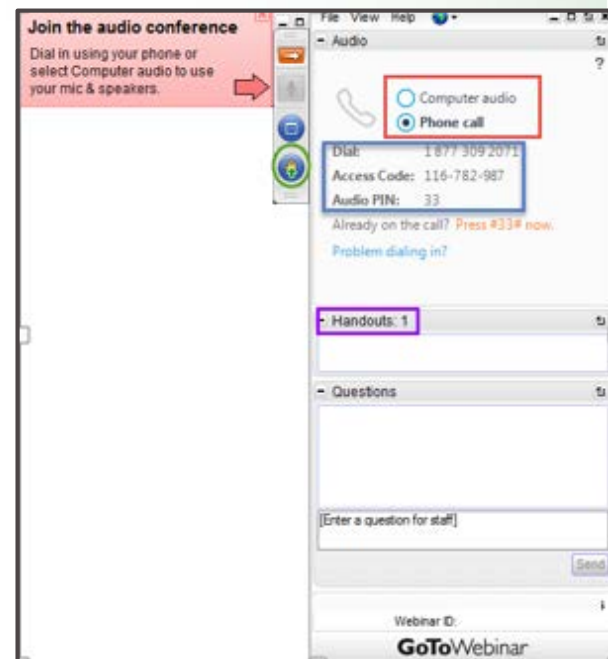 Join the audio conference
Dial in using your phone or
select Computer audio to use
your mic & speakers.
File View Help
- Audio
?
Computer audio
Phone call
Dial: 1 877 309 2071
Access Code: 116-782-987
Audio PIN: 33
Already on the call? Press #33# now.
Problem dialing in?
- Handouts: 1
- Questions
[Enter a question for staff]
Send
Webinar ID:
GoToWebinar